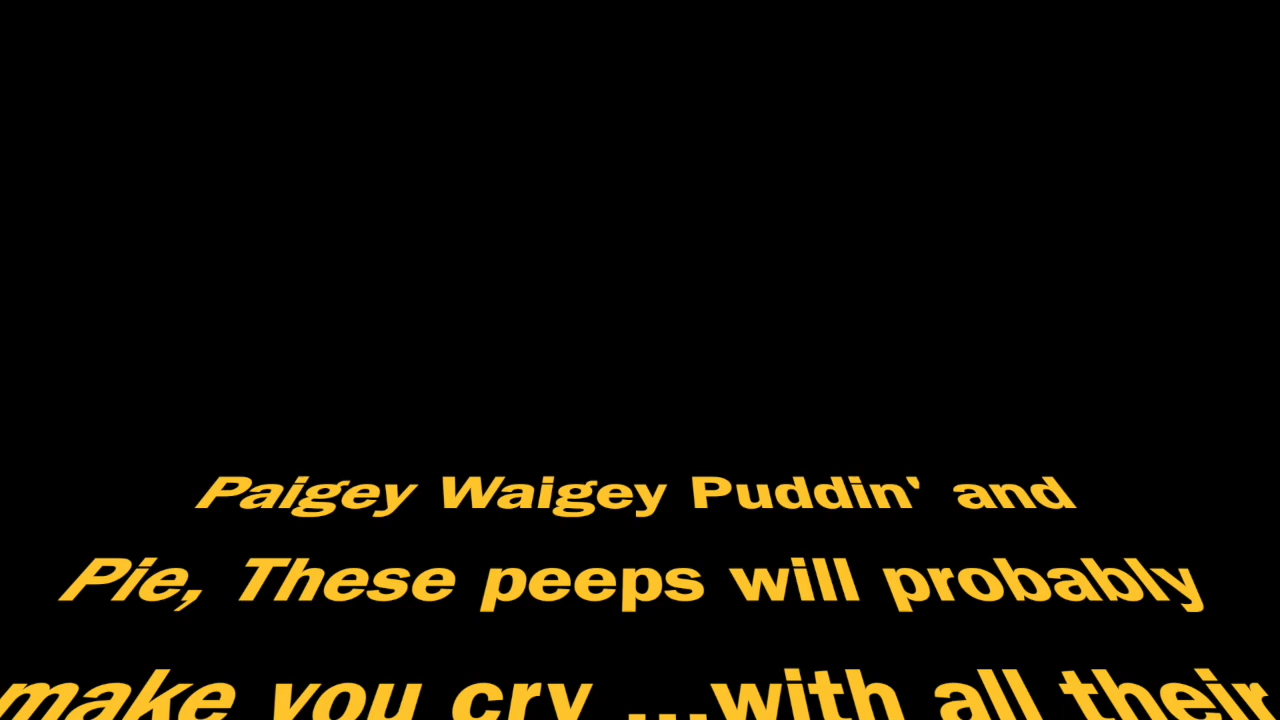 Paigey Waigey Puddin' and
Pie, These peeps will probably
make you cry ...with all their